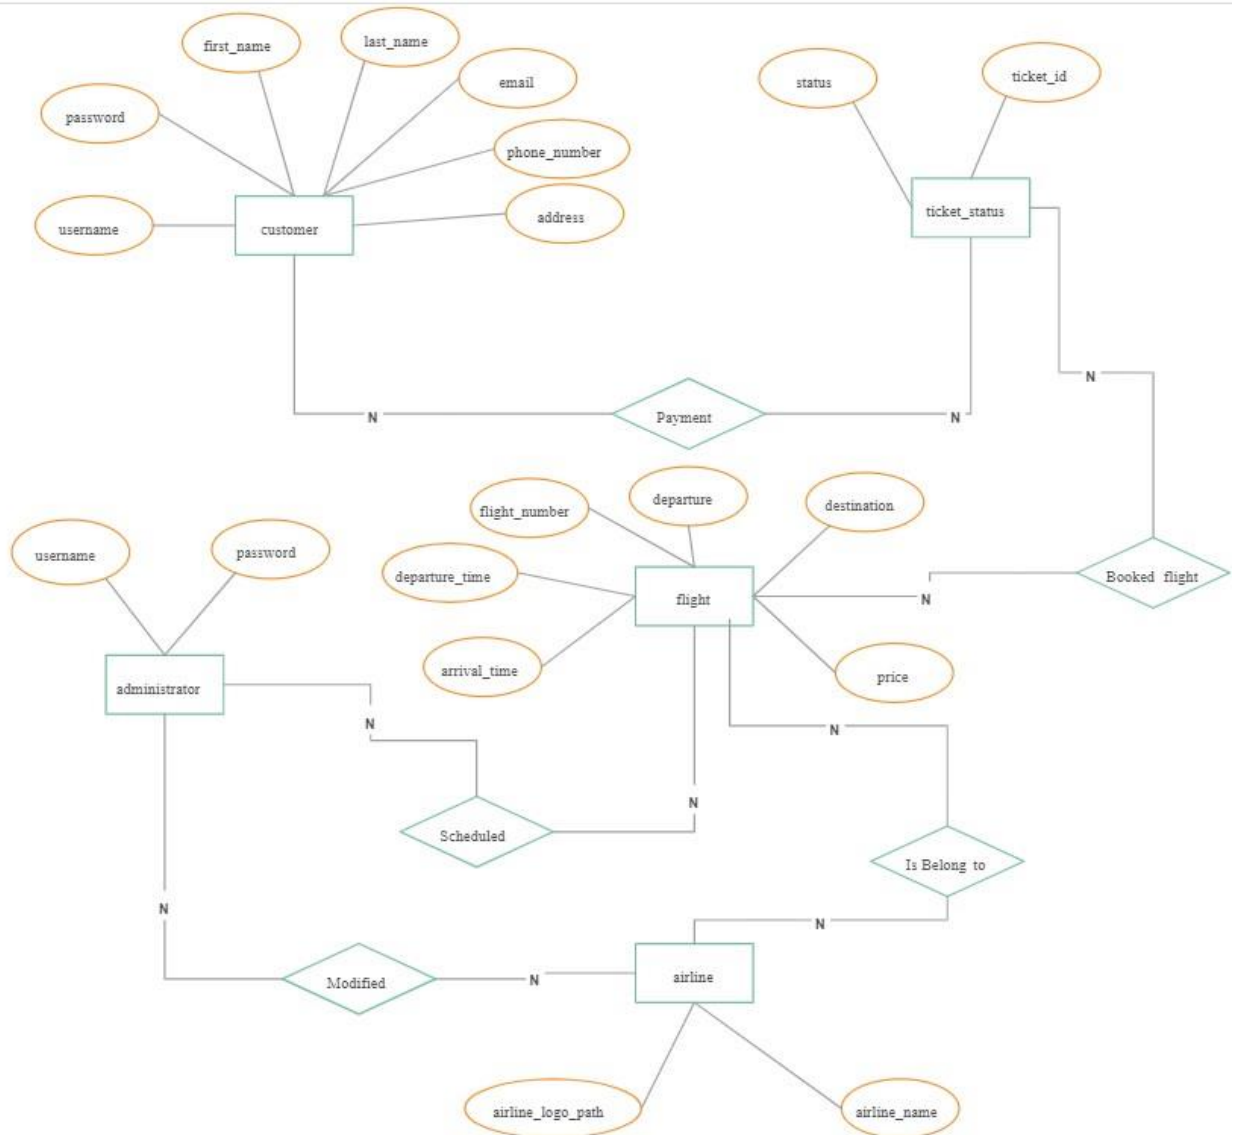 last_name
first_name
email
status
ticket_id
password
phone_number
ticket_status
address
username
customer
N
N
Payment
N
departure
destination
flight_number
username
password
departure_time
Booked flight
flight
N
arrival_time
price
administrator
N
N
N
Scheduled
Is Belong to
N
N
airline
Modified
N
airline_logo_path
airline_name